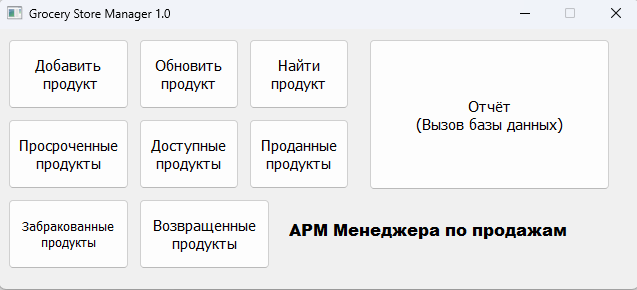 Grocery Store Manager 1.0
Добавить
продукт
Обновить
продукт
Найти
продукт
Отчёт
(Вызов базы данных)
Просроченные
продукты
Доступные
продукты
Проданные
продукты
Забракованные
продукты
Возвращенные
продукты
АРМ Менеджера по продажам